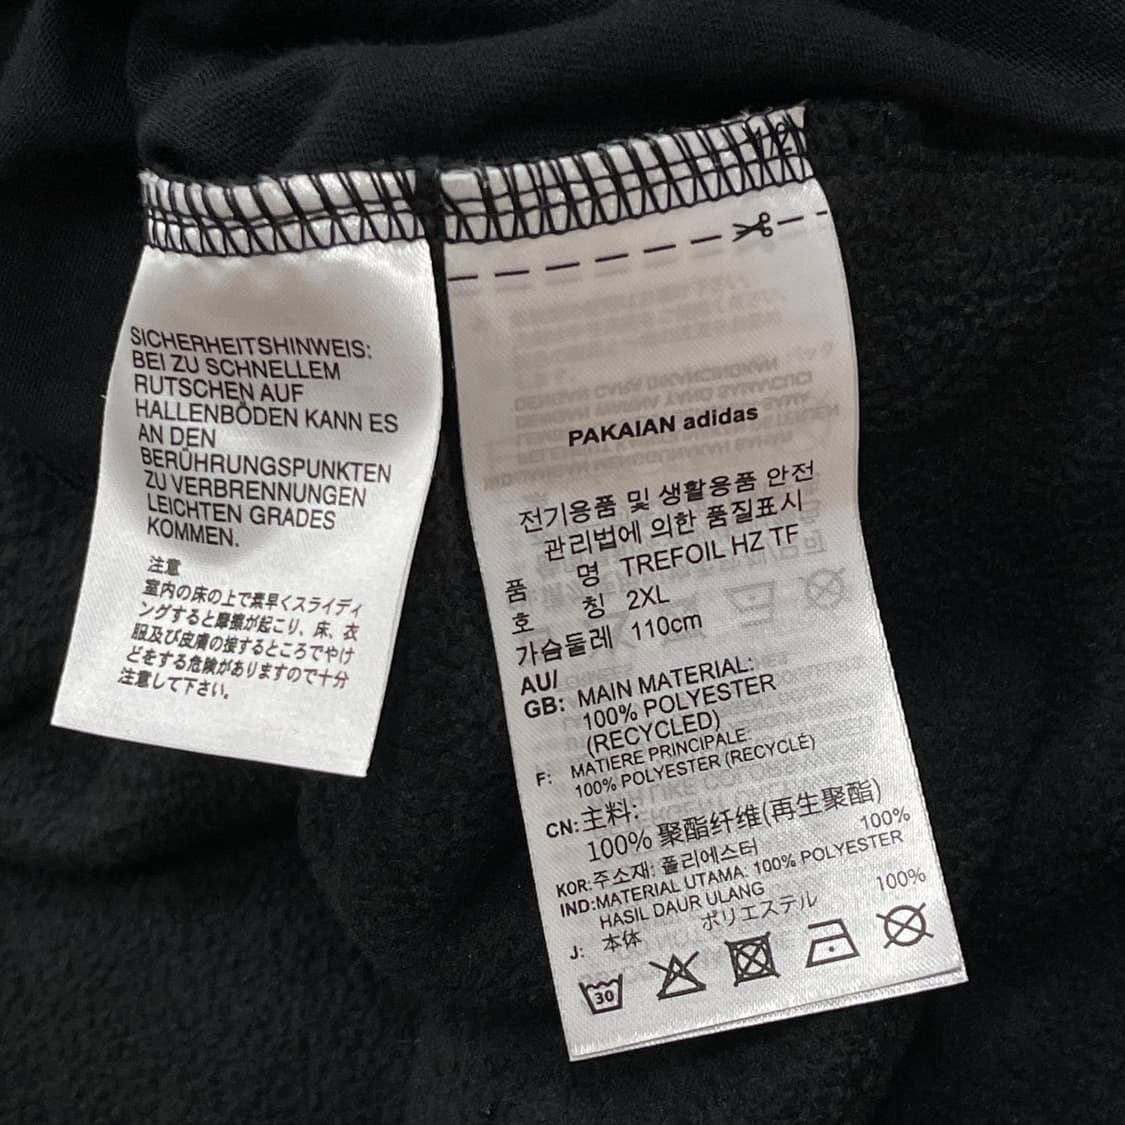 SICHERHEITSHINWEIS:
BEI ZU SCHNELLEM
RUTSCHEN AUF
HALLENBÖDEN KANN ES
AN DEN
BERÜHRUNGSPUNKTEN
ZU VERBRENNUNGEN
LEICHTEN GRADES
KOMMEN.
注意
室内の床の上で素早くスライディ
ングすると摩擦が起こり、床、衣
服及び皮膚の接するところでやけ
どをする危険がありますので十分
注意して下さい。
PAKAIAN adidas
전기용품 및 생활용품 안전
관리법에 의한 품질표시
품 명 TREFOIL HZ TF
호 칭 2XL
가슴둘레 110cm
AU/
GB: MAIN MATERIAL:
100% POLYESTER
(RECYCLED)
F: MATIERE PRINCIPALE:
100% POLYESTER (RECYCLÉ)
CN:主料:
100% 聚酯纤维(再生聚酯)
KOR:주소재: 폴리에스터 100%
IND:MATERIAL UTAMA: 100% POLYESTER
HASIL DAUR ULANG
J: 本体 ポリエステル 100%
30